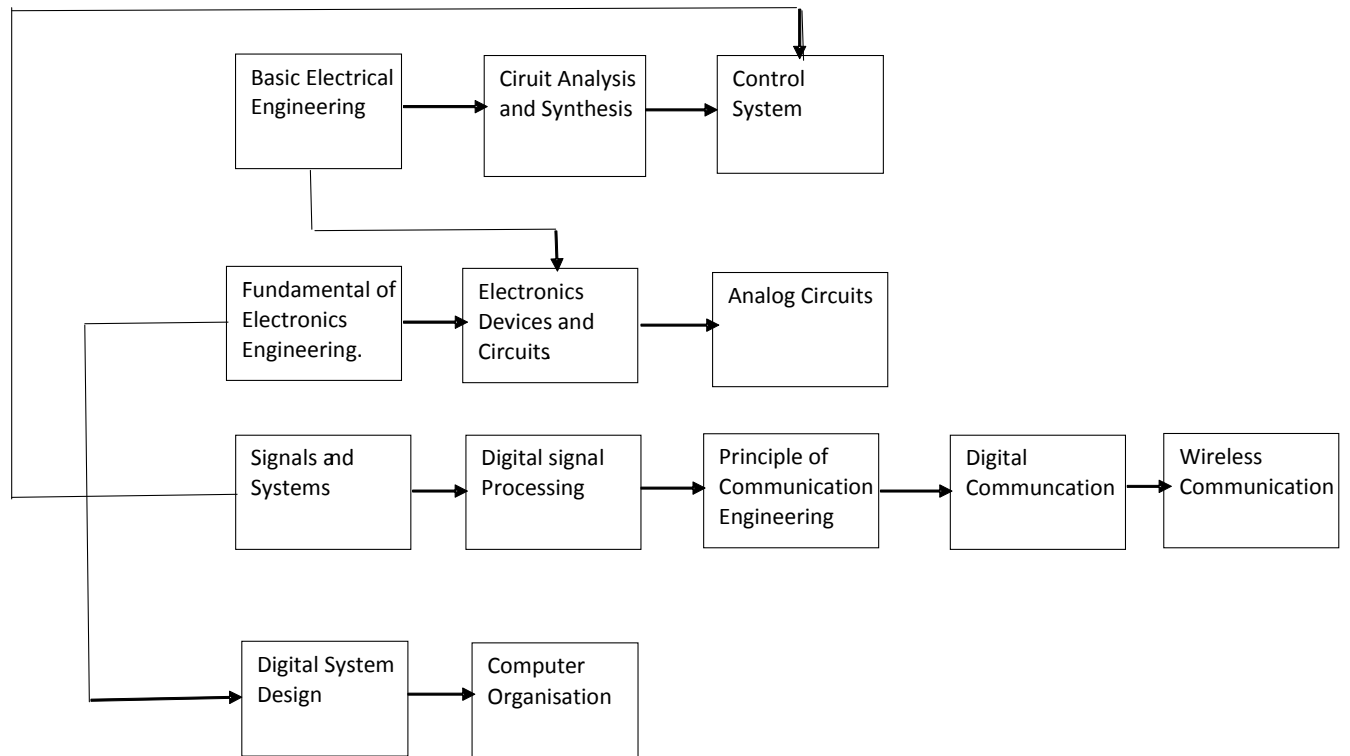 Basic Electrical
Engineering
Ciruit Analysis
and Synthesis
Control
System
Fundamental of
Electronics
Engineering.
Electronics
Devices and
Circuits.
Analog Circuits
Signals and
Systems
Digital signal
Processing
Principle of
Communication
Engineering
Digital
Communcation
Wireless
Communication
Digital System
Design
Computer
Organisation